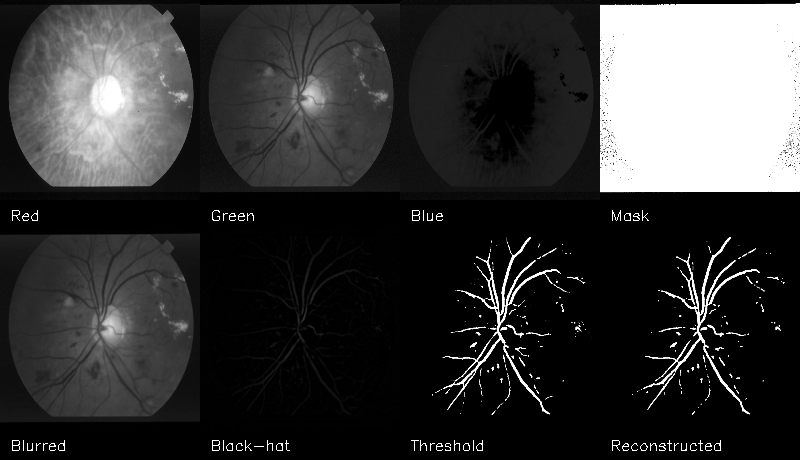 Red
Green
Blue
Mask
Blurred
Black-hat
Threshold
Reconstructed